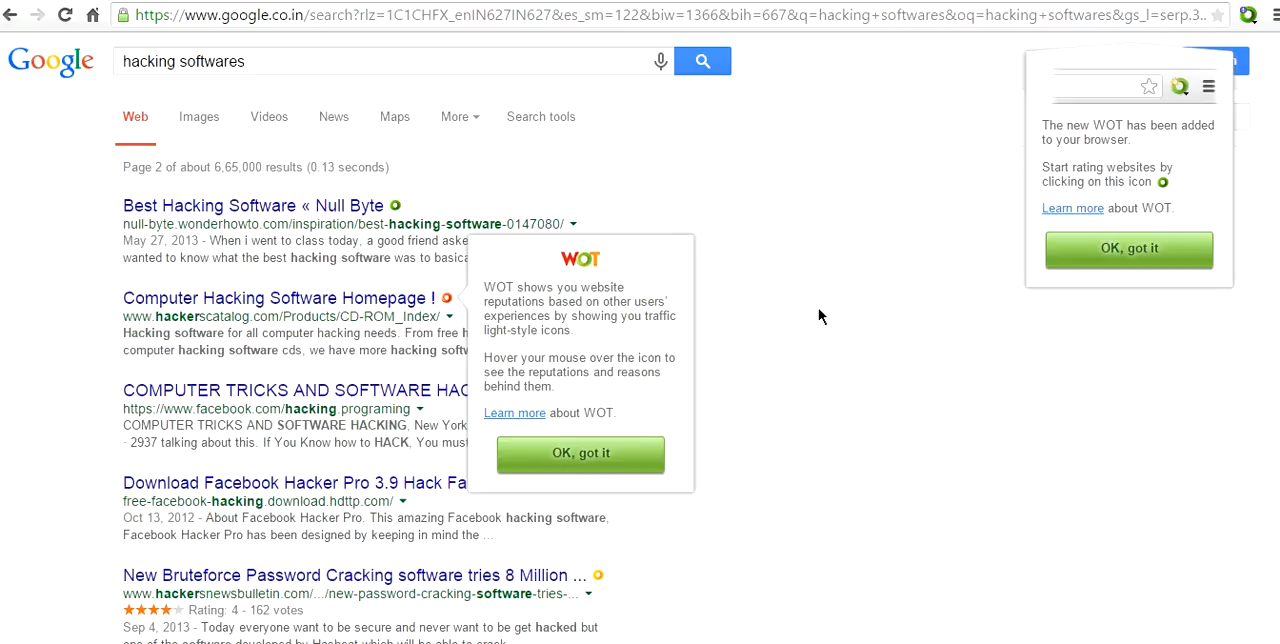 https://www.google.co.in/search?rlz=1C1CHFX_enIN627IN627&es_sm=122&biw=1366&bih=667&q=hacking+softwares&oq=hacking+softwares&gs_l=serp.3...
Google
hacking softwares
Web Images Videos News Maps More Search tools
Page 2 of about 6,65,000 results (0.13 seconds)
Best Hacking Software « Null Byte
null-byte.wonderhowto.com/inspiration/best-hacking-software-0147080/
May 27, 2013 - When i went to class today, a good friend aske
wanted to know what the best hacking software was to basica
Computer Hacking Software Homepage !
www.hackerscatalog.com/Products/CD-ROM_Index/
Hacking software for all computer hacking needs. From free h
computer hacking software cds, we have more hacking softw
COMPUTER TRICKS AND SOFTWARE HAC
https://www.facebook.com/hacking.programing
COMPUTER TRICKS AND SOFTWARE HACKING, New York
· 2937 talking about this. If You Know how to HACK, You must
Download Facebook Hacker Pro 3.9 Hack Fa
free-facebook-hacking.download.hdttp.com/
Oct 13, 2012 - About Facebook Hacker Pro. This amazing Facebook hacking software,
Facebook Hacker Pro has been designed by keeping in mind the ...
New Bruteforce Password Cracking software tries 8 Million ...
www.hackersnewsbulletin.com/.../new-password-cracking-software-tries-...
Rating: 4 - 162 votes
Sep 4, 2013 - Today everyone want to be secure and never want to be get hacked but
one of the software developed by Hashcat which will be able to crack
WOT
WOT shows you website
reputations based on other users'
experiences by showing you traffic
light-style icons.
Hover your mouse over the icon to
see the reputations and reasons
behind them.
Learn more about WOT.
OK, got it
The new WOT has been added
to your browser.
Start rating websites by
clicking on this icon
Learn more about WOT.
OK, got it